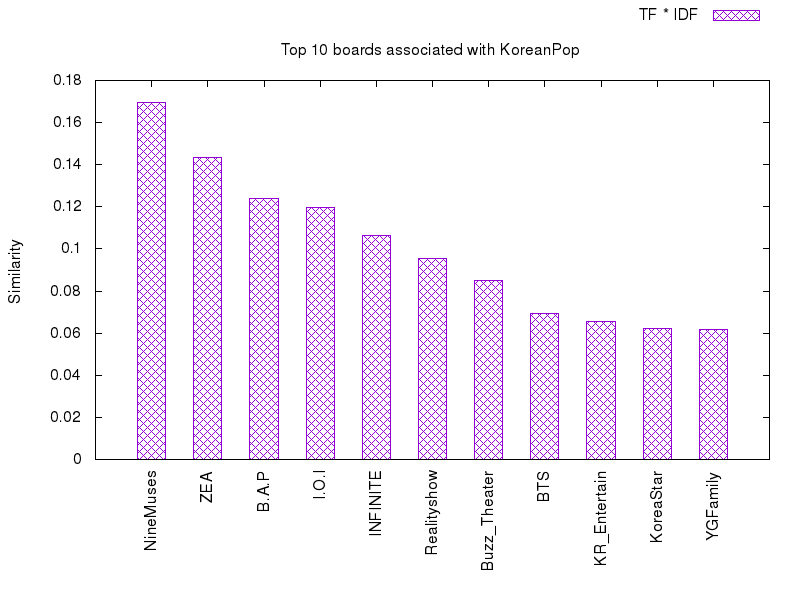 TF * IDF
Top 10 boards associated with KoreanPop
Similarity
0.18
0.16
0.14
0.12
0.1
0.08
0.06
0.04
0.02
0
NineMuses
ZEA
B.A.P
I.O.I
INFINITE
Realityshow
Buzz_Theater
BTS
KR_Entertain
KoreaStar
YGFamily